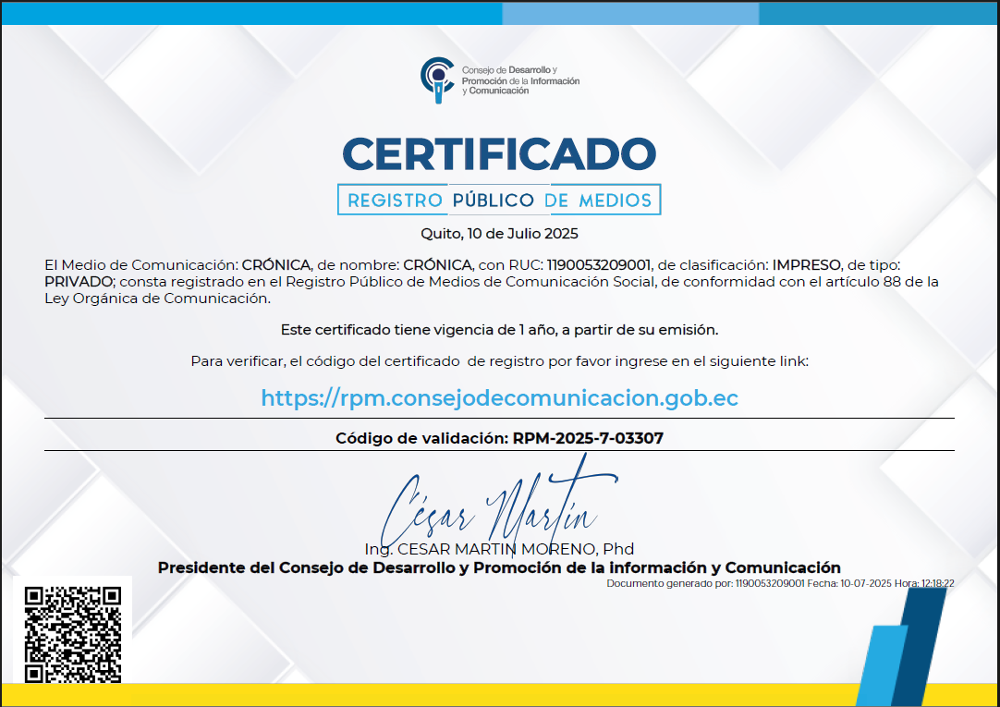 Consejo de Desarrollo y
Promoción de la Información
y Comunicación
CERTIFICADO
REGISTRO PÚBLICO DE MEDIOS
Quito, 10 de Julio 2025
El Medio de Comunicación: CRÓNICA, de nombre: CRÓNICA, con RUC: 1190053209001, de clasificación: IMPRESO, de tipo:
PRIVADO; consta registrado en el Registro Público de Medios de Comunicación Social, de conformidad con el artículo 88 de la
Ley Orgánica de Comunicación.
Este certificado tiene vigencia de 1 año, a partir de su emisión.
Para verificar, el código del certificado de registro por favor ingrese en el siguiente link:
https://rpm.consejodecomunicacion.gob.ec
Código de validación: RPM-2025-7-03307
César Martín
Ing. CESAR MARTIN MORENO, Phd
Presidente del Consejo de Desarrollo y Promoción de la información y Comunicación
Documento generado por: 1190053209001 Fecha: 10-07-2025 Hora: 12:18:22